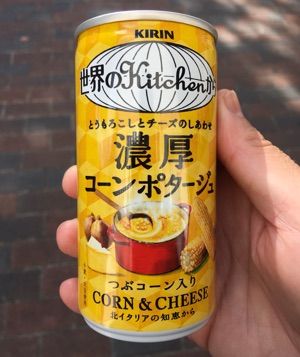 KIRIN
世界のKitchenから
とうもろこしとチーズのしあわせ
濃厚
コーンポタージュ
つぶコーン入り
CORN & CHEESE
北イタリアの知恵から